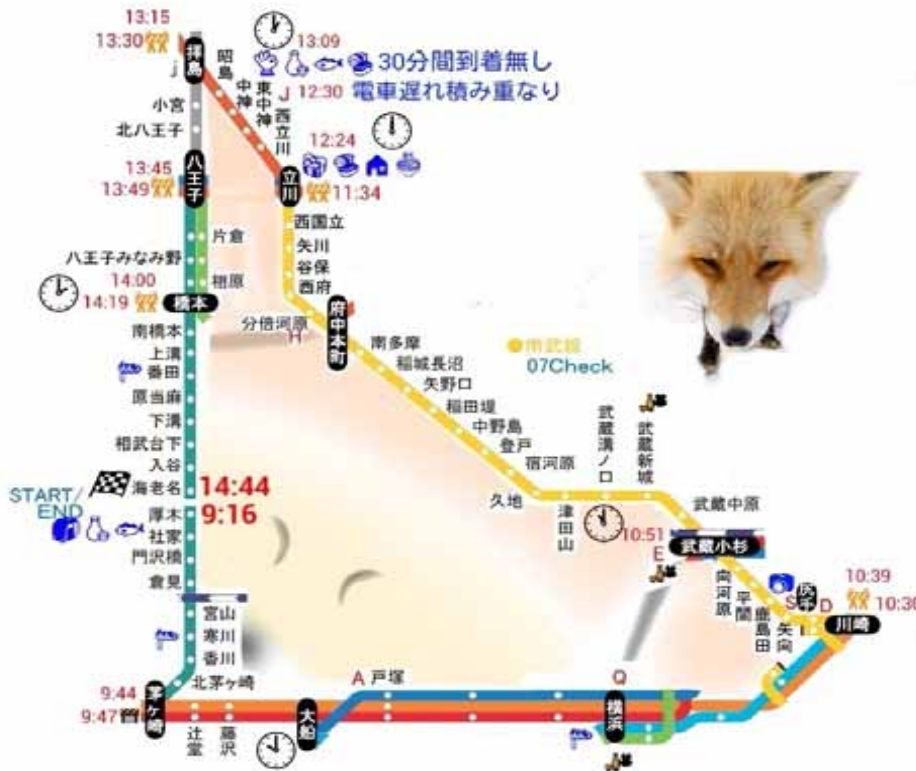 13:15
13:30
拝島
j
昭島
中神
東中神
西立川
J
13:09
30分間到着無し
12:30 電車遅れ積み重なり
小宮
北八王子
12:24
立川
11:34
13:45
13:49
八王子
西国立
矢川
谷保
西府
片倉
八王子みなみ野
相原
14:00
14:19
橋本
分倍河原
H
府中本町
南橋本
上溝
番田
原当麻
下溝
相武台下
入谷
海老名
14:44
START/
END
9:16
厚木
社家
門沢橋
倉見
宮山
寒川
香川
北茅ヶ崎
南多摩
稲城長沼
矢野口
稲田堤
中野島
登戸
宿河原
久地
津田山
武蔵溝ノ口
武蔵新城
武蔵中原
南武線
07Check
10:51
E
武蔵小杉
向河原
平間
鹿島田
矢向
尻手
S
D
10:39
10:30
川崎
9:44
9:47
茅ヶ崎
辻堂
藤沢
大船
A
戸塚
Q
横浜